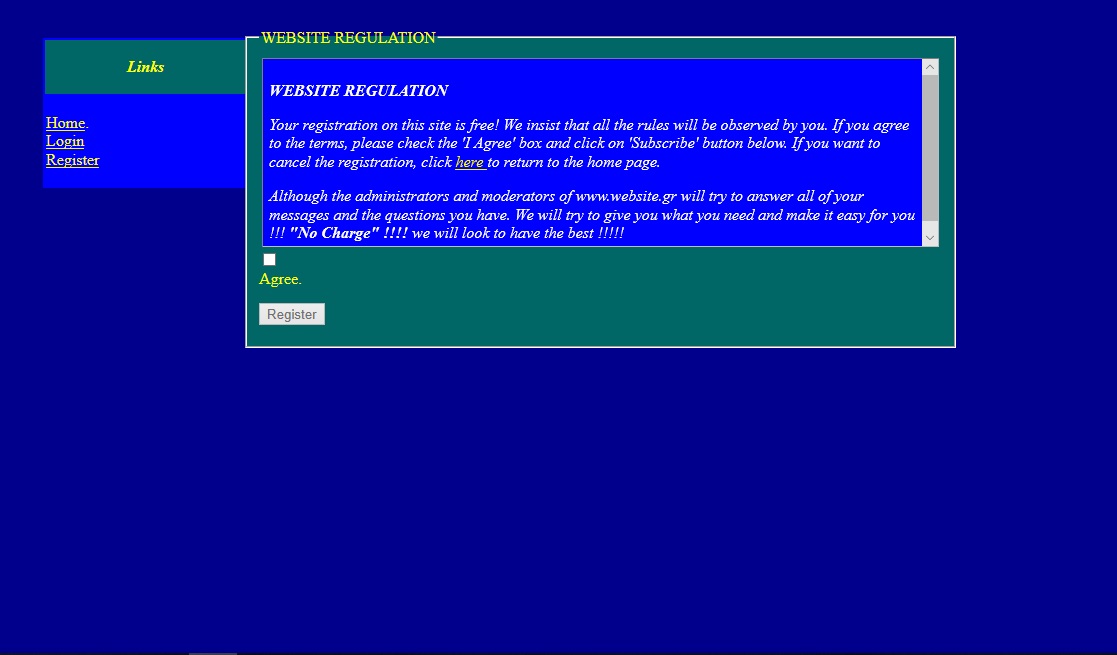 Links
Home.
Login
Register
WEBSITE REGULATION
WEBSITE REGULATION
Your registration on this site is free! We insist that all the rules will be observed by you. If you agree
to the terms, please check the 'I Agree' box and click on 'Subscribe' button below. If you want to
cancel the registration, click here to return to the home page.
Although the administrators and moderators of www.website.gr will try to answer all of your
messages and the questions you have. We will try to give you what you need and make it easy for you
!!! "No Charge" !!!! we will look to have the best !!!!!
Agree.
Register